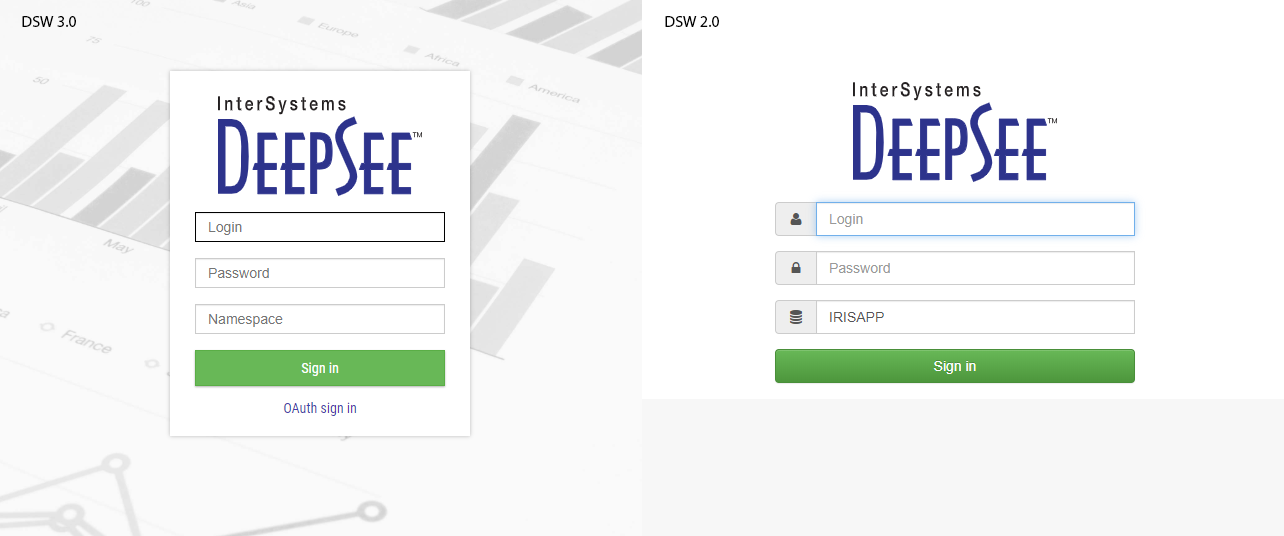 DSW 3.0
100
Europe
Africa
America
75
50
May
France
InterSystems
DEEPSEE™
Login
Password
Namespace
Sign in
OAuth sign in
DSW 2.0
InterSystems
DEEPSEE™
Login
Password
IRISAPP
Sign in